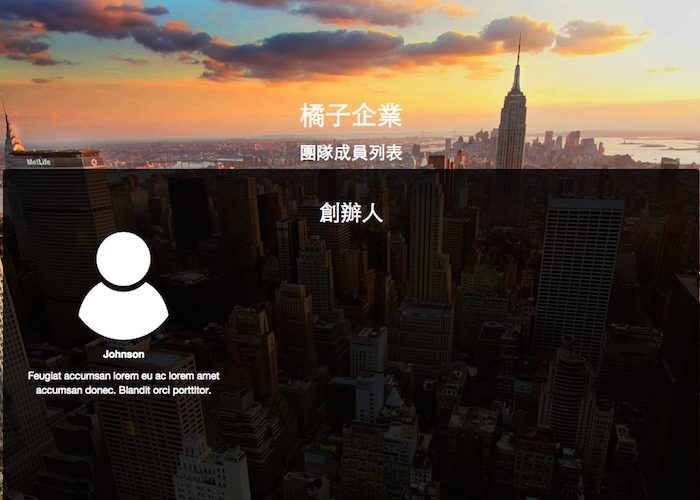 橘子企業
團隊成員列表
MetLife
創辦人
Johnson
Feugiat accumsan lorem eu ac lorem amet
accumsan donec. Blandit orci porttitor.